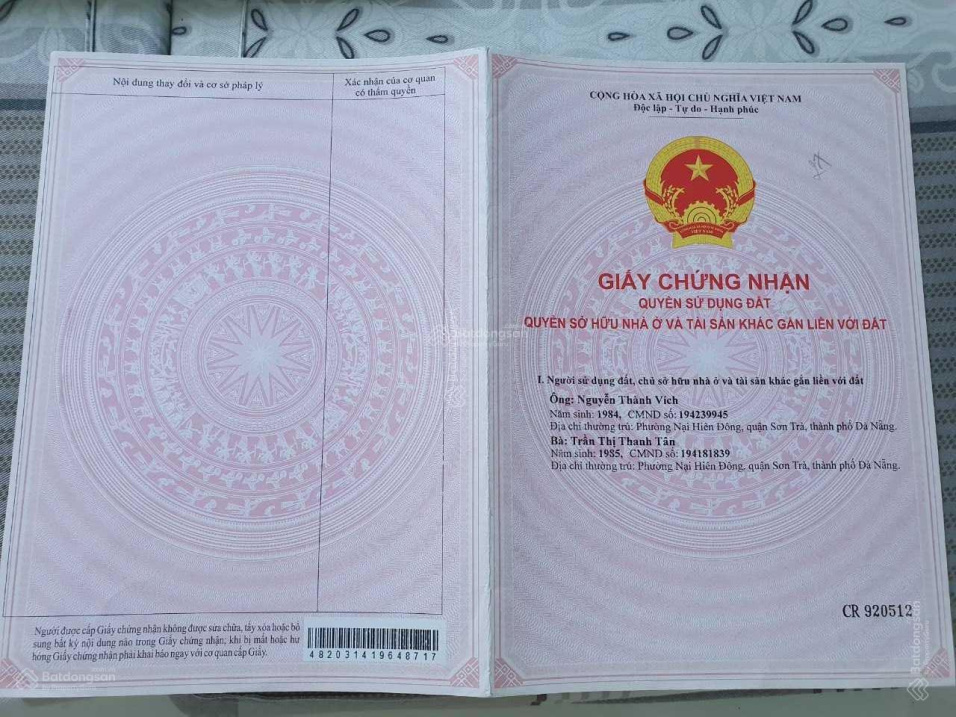 Nội dung thay đổi và cơ sở pháp lý
Xác nhận của cơ quan
có thẩm quyền
Người được cấp Giấy chứng nhận không được sửa chữa, tẩy xóa hoặc bổ
sung bất kỳ nội dung nào trong Giấy chứng nhận; khi bị mất hoặc hư
hỏng Giấy chứng nhận phải khai báo ngay với cơ quan cấp Giấy.
482031419648717
CỘNG HÒA XÃ HỘI CHỦ NGHĨA VIỆT NAM
Độc lập - Tự do - Hạnh phúc
VIỆT NAM
GIẤY CHỨNG NHẬN
QUYỀN SỬ DỤNG ĐẤT
QUYỀN SỞ HỮU NHÀ Ở VÀ TÀI SẢN KHÁC GẮN LIỀN VỚI ĐẤT
I. Người sử dụng đất, chủ sở hữu nhà ở và tài sản khác gắn liền với đất
Ông: Nguyễn Thành Vích
Năm sinh: 1984, CMND số: 194239945
Địa chỉ thường trú: Phường Nại Hiên Đông, quận Sơn Trà, thành phố Đà Nẵng.
Bà: Trần Thị Thanh Tân
Năm sinh: 1985, CMND số: 194181839
Địa chỉ thường trú: Phường Nại Hiên Đông, quận Sơn Trà, thành phố Đà Nẵng.
CR 920512
Batdongsan
Batdongsan